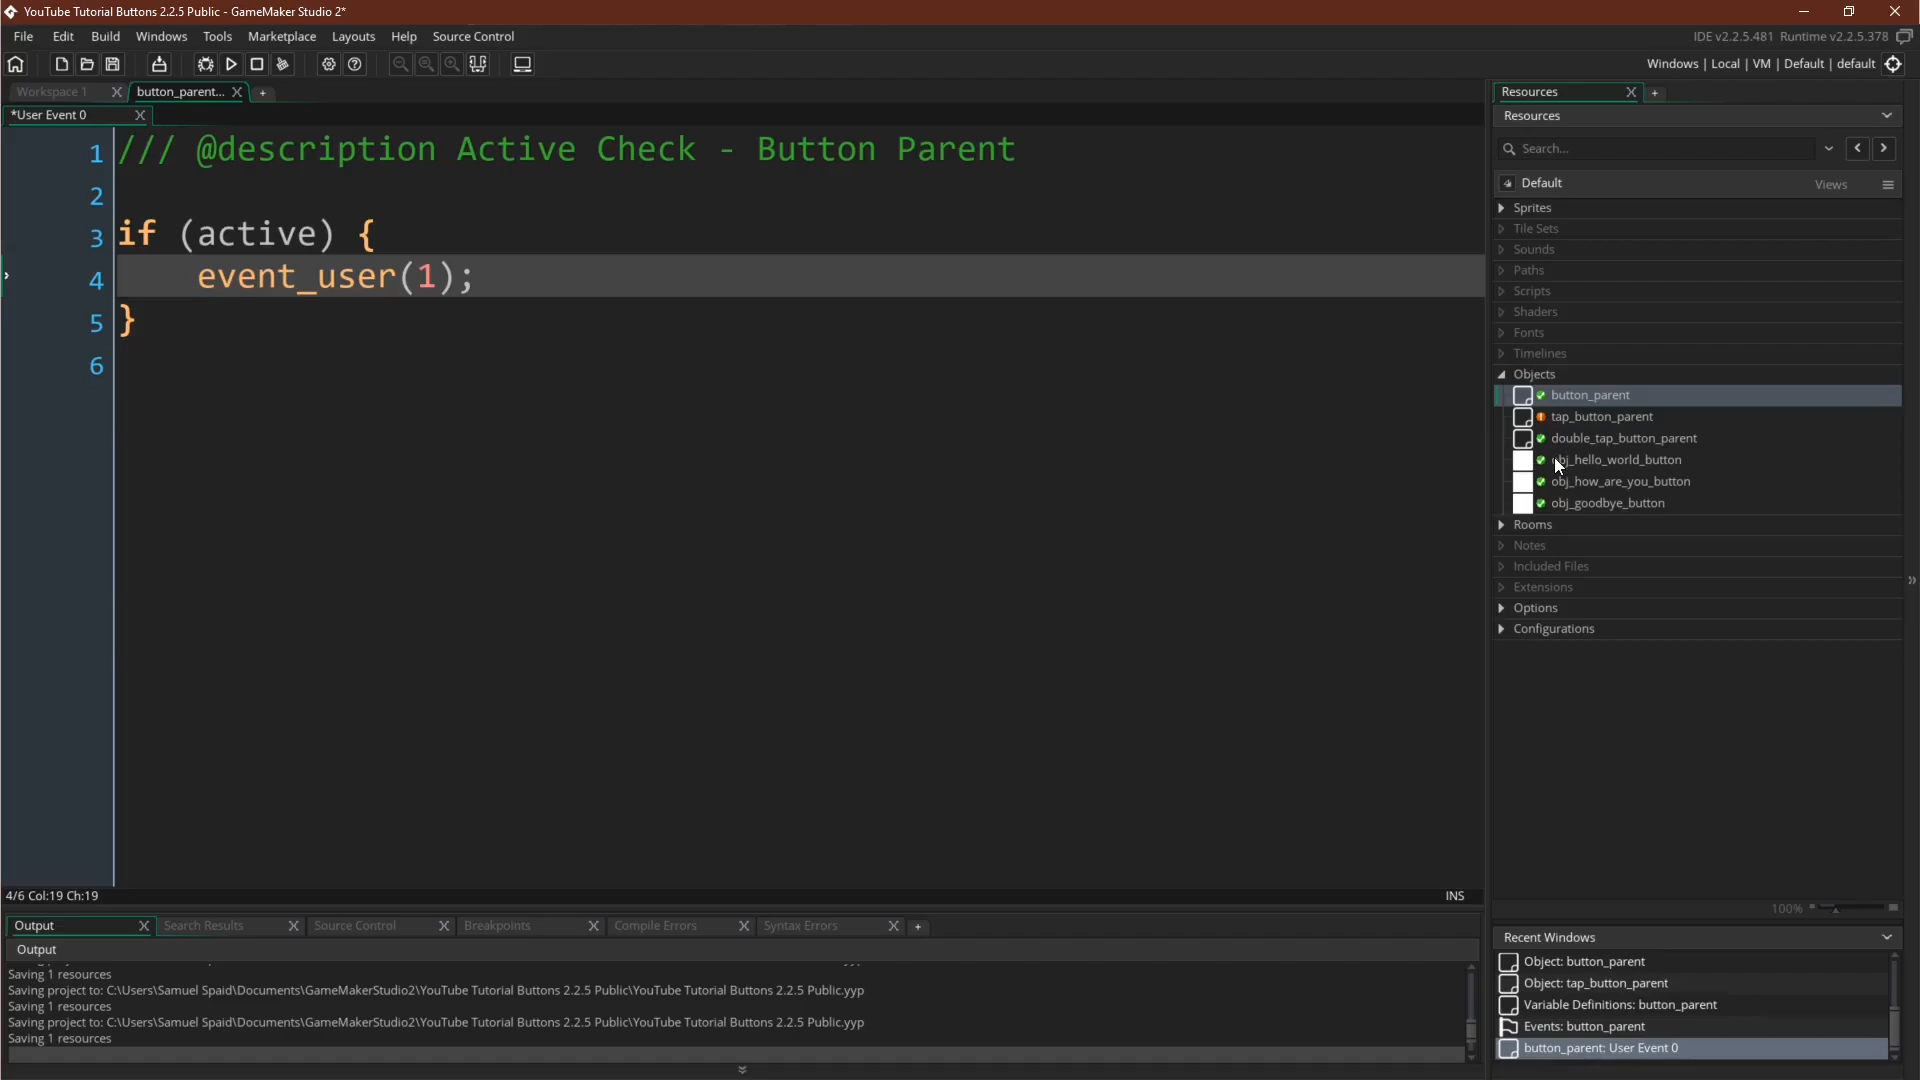 YouTube Tutorial Buttons 2.2.5 Public - GameMaker Studio 2*
File Edit Build Windows Tools Marketplace Layouts Help Source Control
IDE v2.2.5.481 Runtime v2.2.5.378
Windows | Local | VM | Default | default
Workspace 1
button_parent...
*User Event 0
1 /// @description Active Check - Button Parent
2
3 if (active) {
4 event_user(1);
5 }
6
4/6 Col:19 Ch:19
INS
Output
Search Results
Source Control
Breakpoints
Compile Errors
Syntax Errors
Output
Saving 1 resources
Saving project to: C:\Users\Samuel Spaid\Documents\GameMakerStudio2\YouTube Tutorial Buttons 2.2.5 Public\YouTube Tutorial Buttons 2.2.5 Public.yyp
Saving 1 resources
Saving project to: C:\Users\Samuel Spaid\Documents\GameMakerStudio2\YouTube Tutorial Buttons 2.2.5 Public\YouTube Tutorial Buttons 2.2.5 Public.yyp
Saving 1 resources
Resources
Resources
Search...
Default
Views
Sprites
Tile Sets
Sounds
Paths
Scripts
Shaders
Fonts
Timelines
Objects
button_parent
tap_button_parent
double_tap_button_parent
obj_hello_world_button
obj_how_are_you_button
obj_goodbye_button
Rooms
Notes
Included Files
Extensions
Options
Configurations
100%
Recent Windows
Object: button_parent
Object: tap_button_parent
Variable Definitions: button_parent
Events: button_parent
button_parent: User Event 0